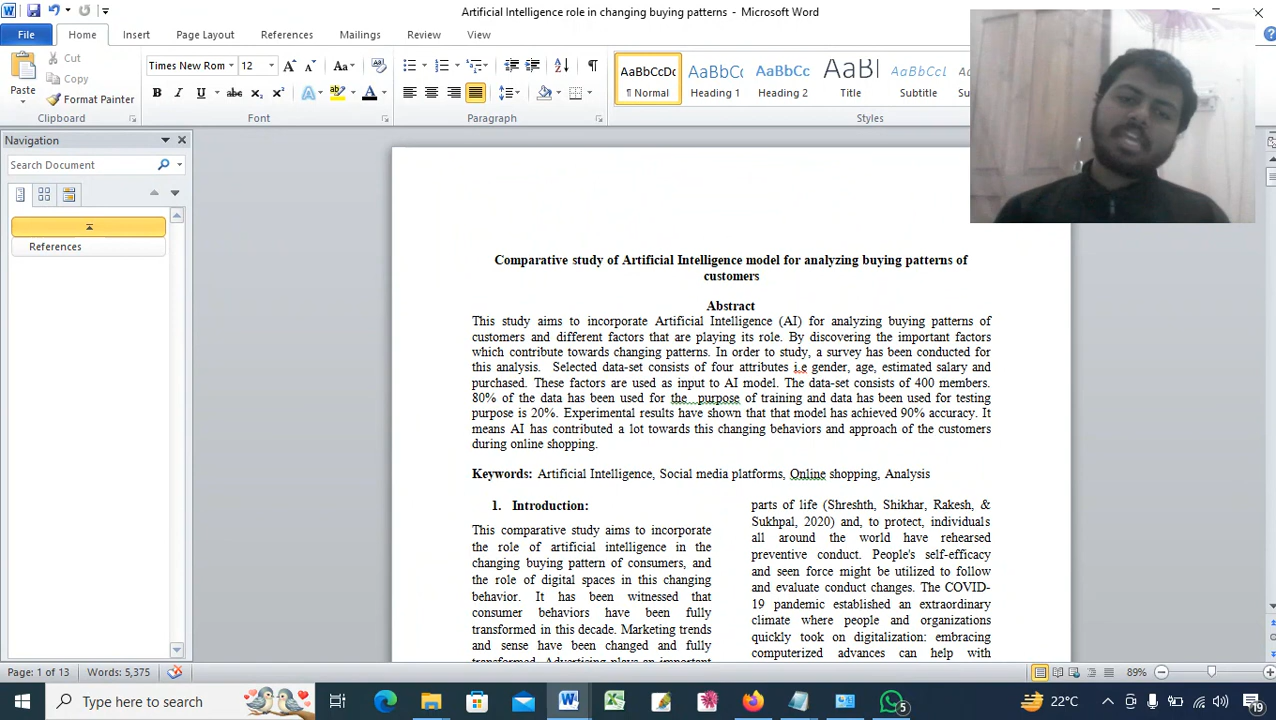 Artificial Intelligence role in changing buying patterns - Microsoft Word
File Home Insert Page Layout References Mailings Review View
Cut
Copy
Format Painter
Paste
Clipboard
Times New Rom 12
Font
Paragraph
AaBbCcDc AaBbCc AaBbCc AaBI AaBbCcl
¶ Normal Heading 1 Heading 2 Title Subtitle
Styles
Navigation
Search Document
References
Comparative study of Artificial Intelligence model for analyzing buying patterns of
customers
Abstract
This study aims to incorporate Artificial Intelligence (AI) for analyzing buying patterns of
customers and different factors that are playing its role. By discovering the important factors
which contribute towards changing patterns. In order to study, a survey has been conducted for
this analysis. Selected data-set consists of four attributes i.e gender, age, estimated salary and
purchased. These factors are used as input to AI model. The data-set consists of 400 members.
80% of the data has been used for the purpose of training and data has been used for testing
purpose is 20%. Experimental results have shown that that model has achieved 90% accuracy. It
means AI has contributed a lot towards this changing behaviors and approach of the customers
during online shopping.
Keywords: Artificial Intelligence, Social media platforms, Online shopping, Analysis
1. Introduction:
This comparative study aims to incorporate
the role of artificial intelligence in the
changing buying pattern of consumers, and
the role of digital spaces in this changing
behavior. It has been witnessed that
consumer behaviors have been fully
transformed in this decade. Marketing trends
and sense have been changed and fully
transformed. Advertising plays an important
parts of life (Shreshth, Shikhar, Rakesh, &
Sukhpal, 2020) and, to protect, individuals
all around the world have rehearsed
preventive conduct. People's self-efficacy
and seen force might be utilized to follow
and evaluate conduct changes. The COVID-
19 pandemic established an extraordinary
climate where people and organizations
quickly took on digitalization: embracing
computerized advances can help with
Page: 1 of 13 Words: 5,375 89%
Type here to search 5 22°C ENG 19